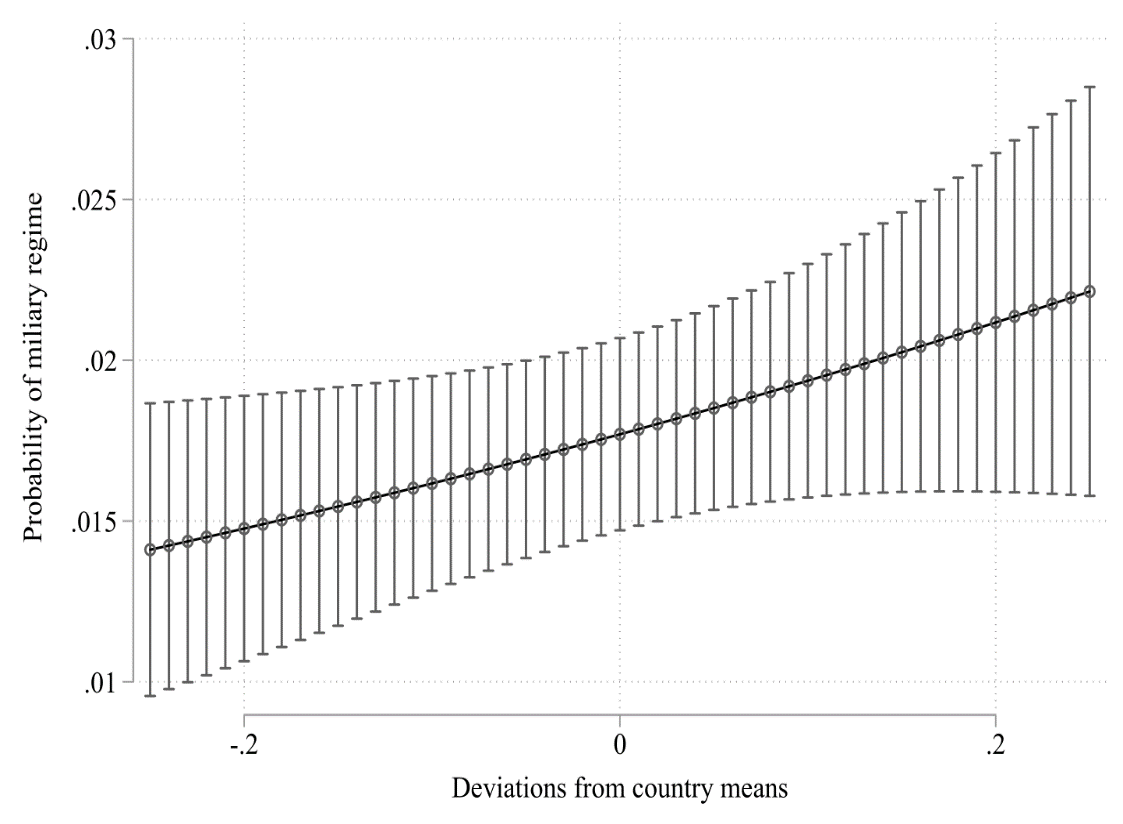 .03
.025
.02
.015
.01
Probability of miliary regime
-.2 0 .2
Deviations from country means